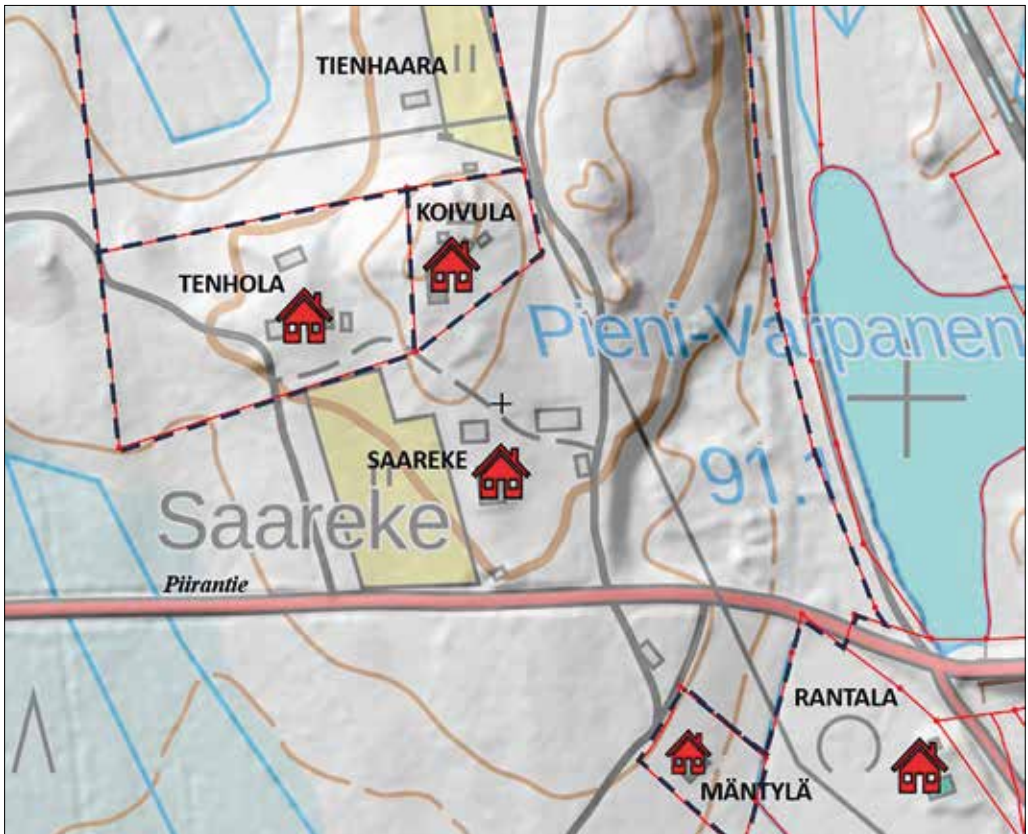 TIENHAARA
KOIVULA
TENHOLA
Pieni-Varpanen
SAAREKE
91.1
Saareke
Piirantie
RANTALA
MÄNTYLÄ